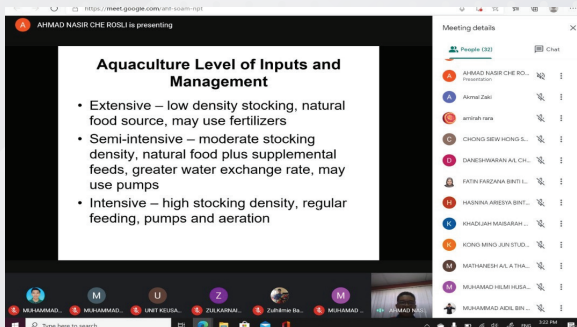 https://meet.google.com/
AHMAD NASIR CHE ROSLI is presenting
Aquaculture Level of Inputs and
Management
• Extensive – low density stocking, natural
food source, may use fertilizers
• Semi-intensive – moderate stocking
density, natural food plus supplemental
feeds, greater water exchange rate, may
use pumps
• Intensive – high stocking density, regular
feeding, pumps and aeration
Meeting details
People (32)
Chat
AHMAD NASIR CHE RO...
Presentation
Akmal Zaki
amirah rara
CHONG SIEW HONG S...
DANESHWARAN A/L CH...
FATIN FARZANA BINTI I...
HASNINA ARIESYA BINT...
KHADIJAH MAISARAH ...
KONG MING JUN STUD...
MATHANESH A/L A THA...
MUHAMAD HILMI HUSA...
MUHAMMAD AIDIL BIN ...
MUHAMMAD...
MUHAMMAD...
UNIT KEUSA...
ZULKARNAI...
Zulhilmie Ba...
MUHAMAD ...
AHMAD NAS...
Type here to search
ENG
3:22 PM